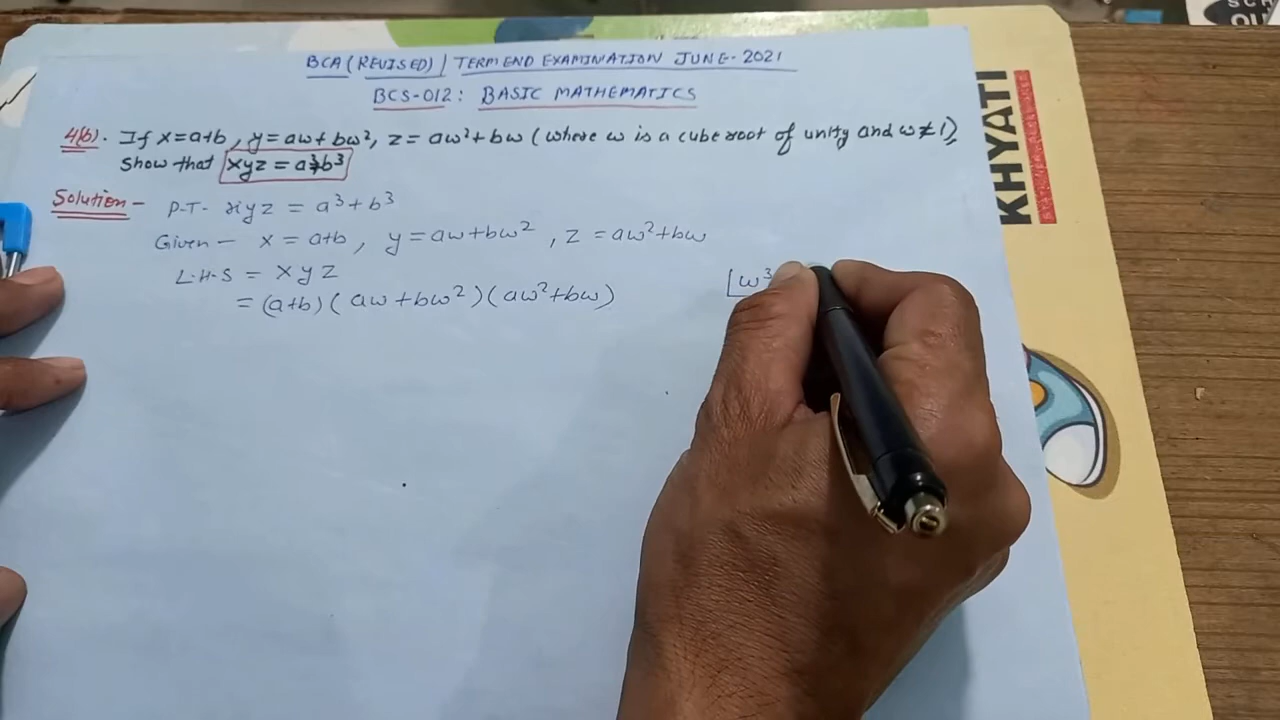 BCA (REVISED) / TERM END EXAMINATION JUNE-2021
BCS-012: BASIC MATHEMATICS
4(b). If x=a+b, y=aω+bω², z=aω²+bω (where ω is a cube root of unity and ω≠1),
Show that xyz = a³+b³
Solution - P.T- xyz = a³+b³
Given - x = a+b, y=aω+bω², z=aω²+bω
L.H.S = xyz
= (a+b)(aω+bω²)(aω²+bω)
[ω³
KHYATI